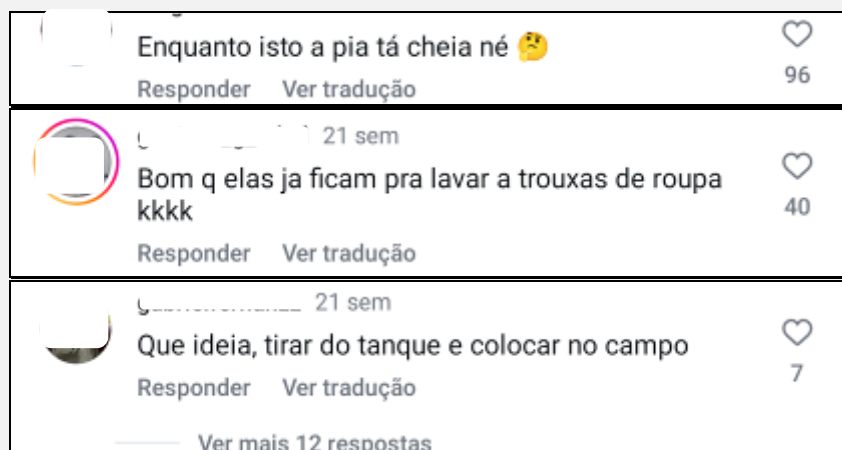 Enquanto isto a pia tá cheia né 🤔
96
Responder Ver tradução
21 sem
Bom q elas ja ficam pra lavar a trouxas de roupa
kkkk
40
Responder Ver tradução
21 sem
Que ideia, tirar do tanque e colocar no campo
7
Responder Ver tradução
Ver mais 12 respostas